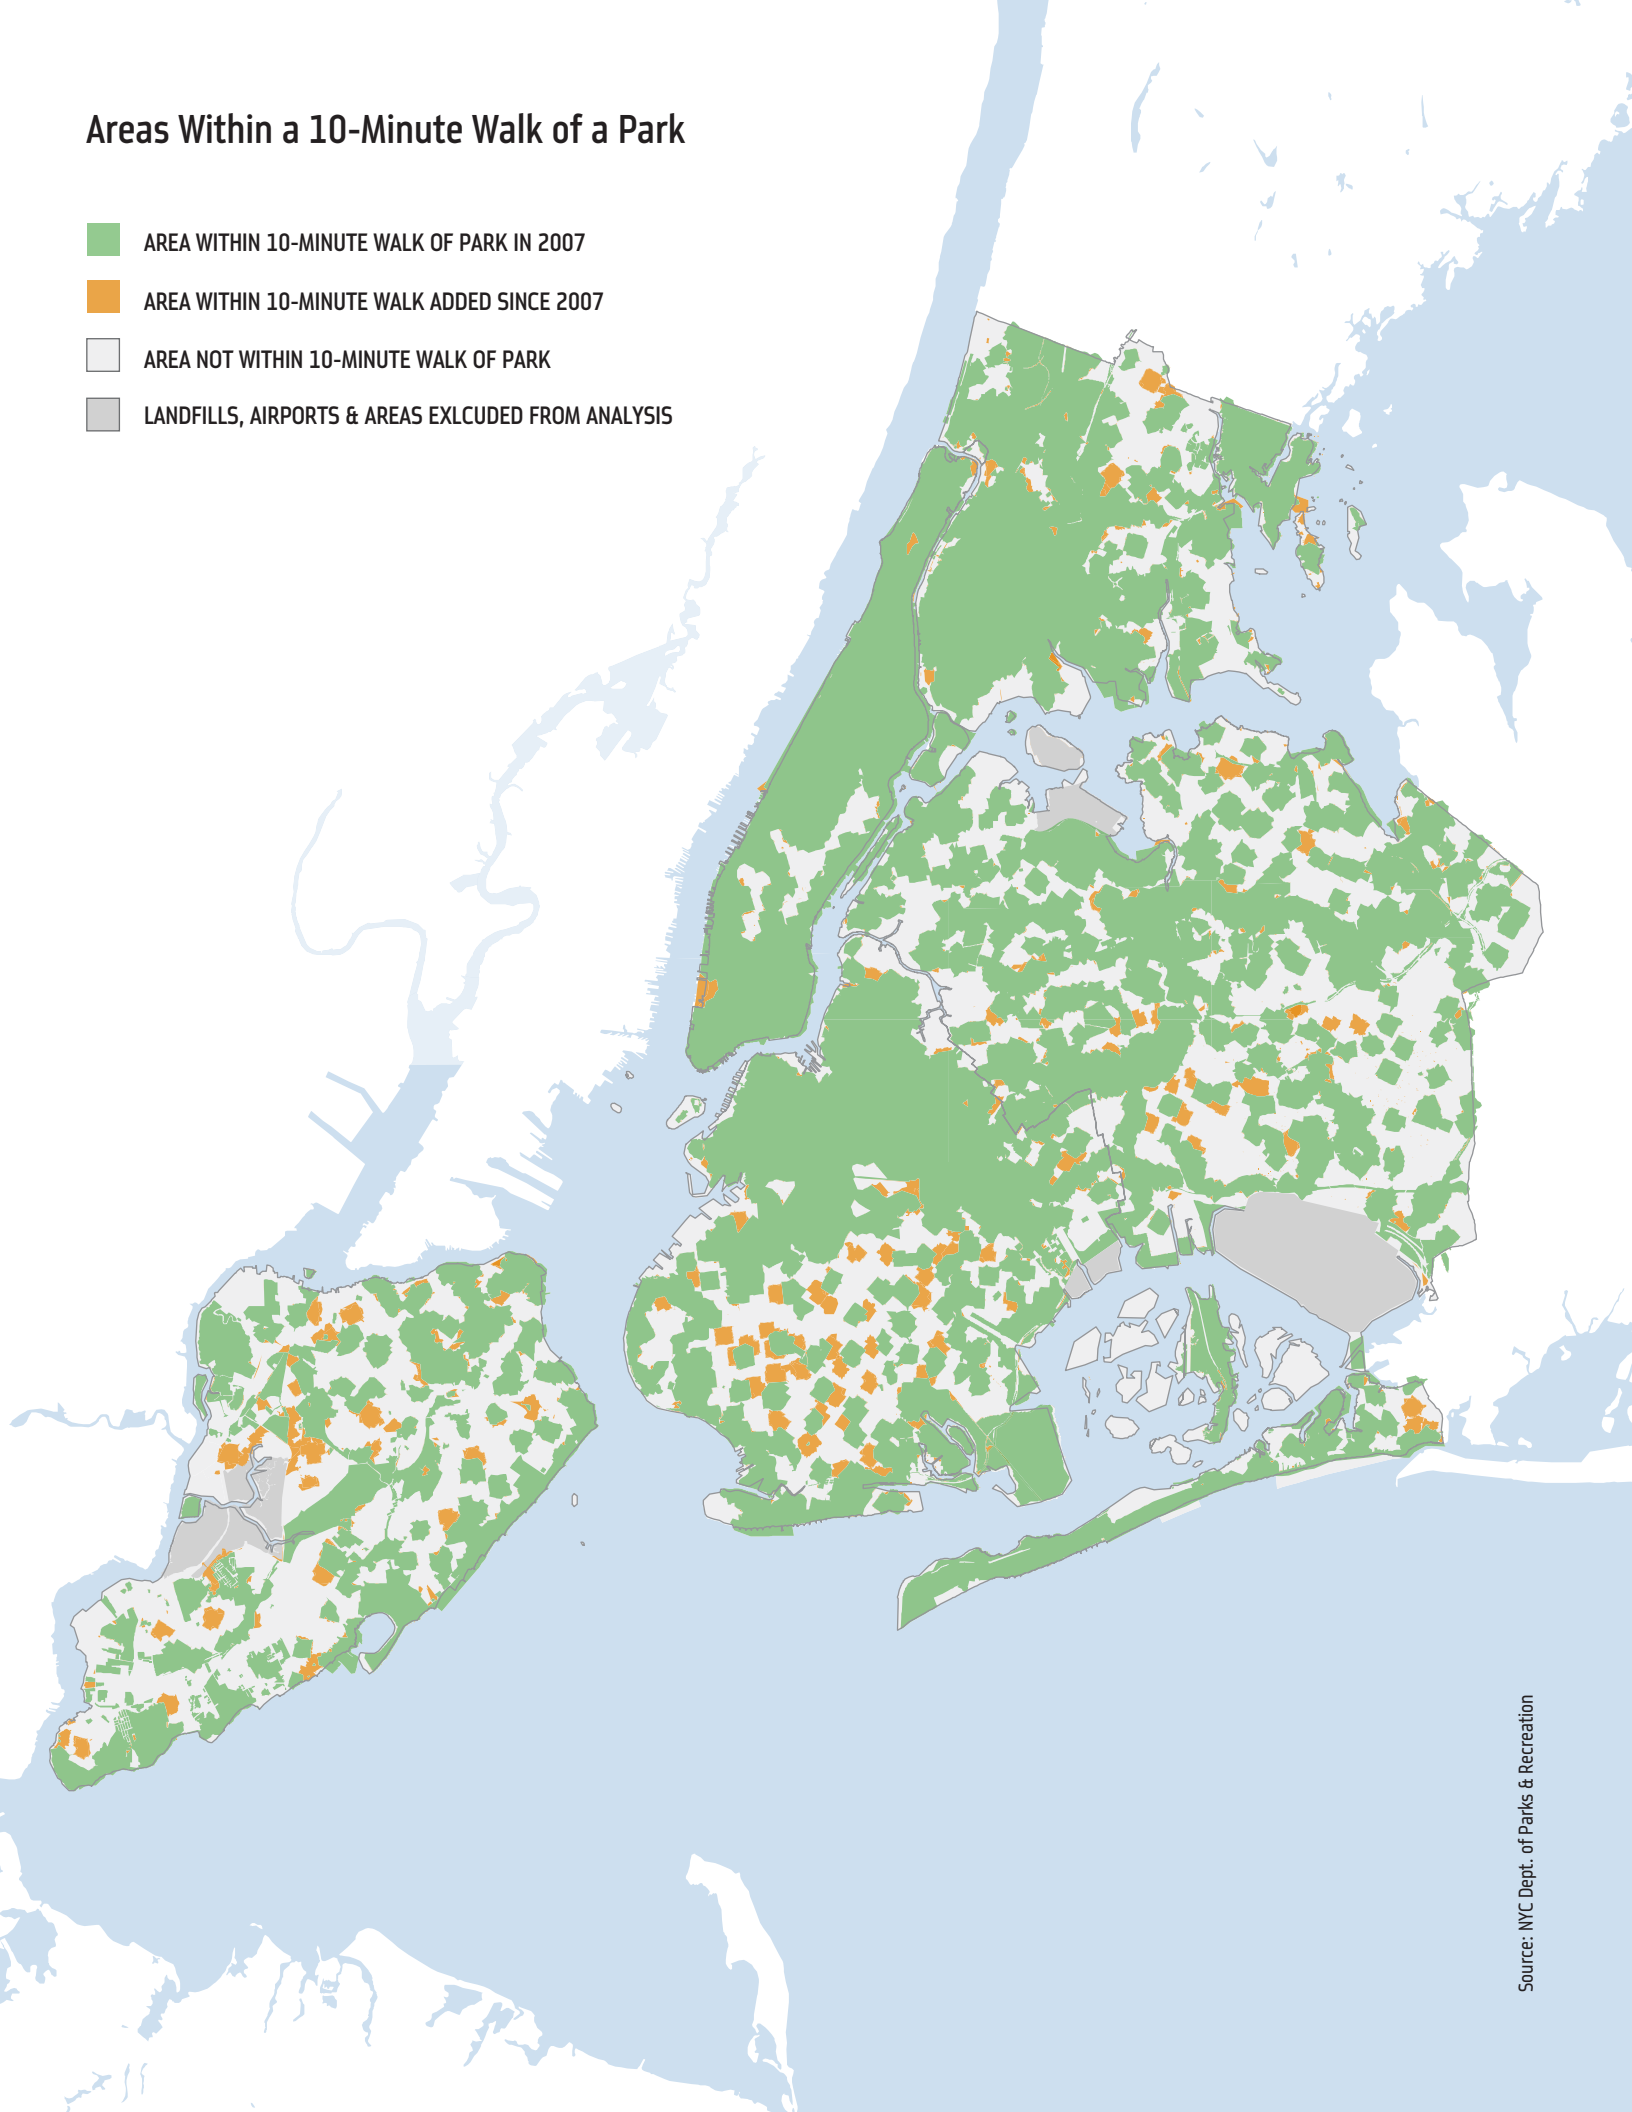 Areas Within a 10-Minute Walk of a Park
AREA WITHIN 10-MINUTE WALK OF PARK IN 2007
AREA WITHIN 10-MINUTE WALK ADDED SINCE 2007
AREA NOT WITHIN 10-MINUTE WALK OF PARK
LANDFILLS, AIRPORTS & AREAS EXLCUDED FROM ANALYSIS
Source: NYC Dept. of Parks & Recreation